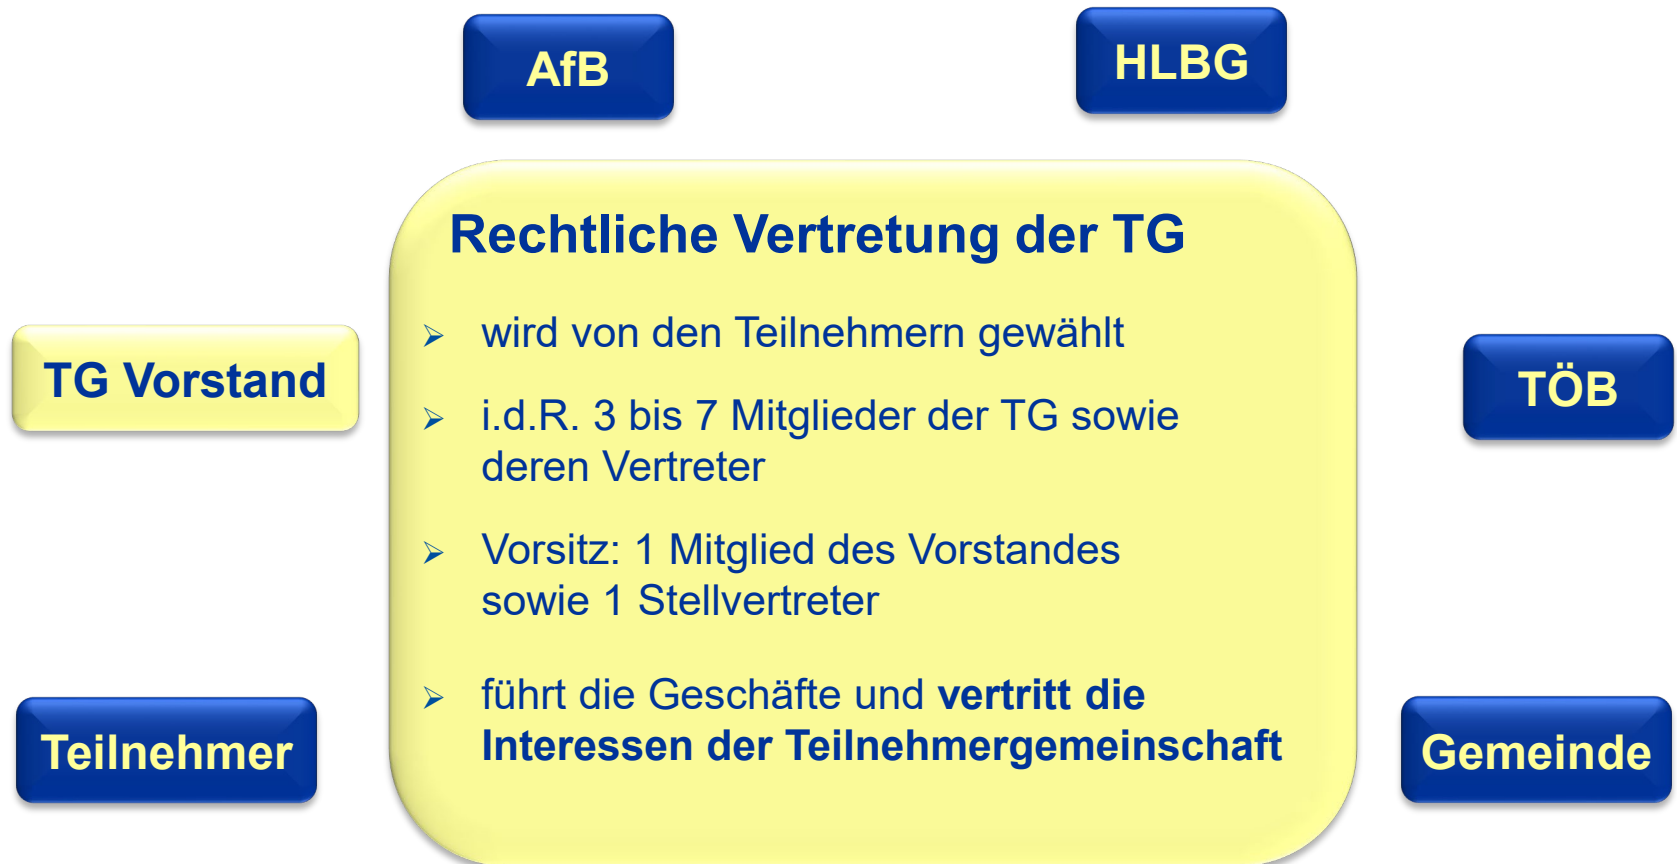 AfB
HLBG
Rechtliche Vertretung der TG
➢ wird von den Teilnehmern gewählt
➢ i.d.R. 3 bis 7 Mitglieder der TG sowie
deren Vertreter
➢ Vorsitz: 1 Mitglied des Vorstandes
sowie 1 Stellvertreter
➢ führt die Geschäfte und vertritt die
Interessen der Teilnehmergemeinschaft
TG Vorstand
TÖB
Teilnehmer
Gemeinde